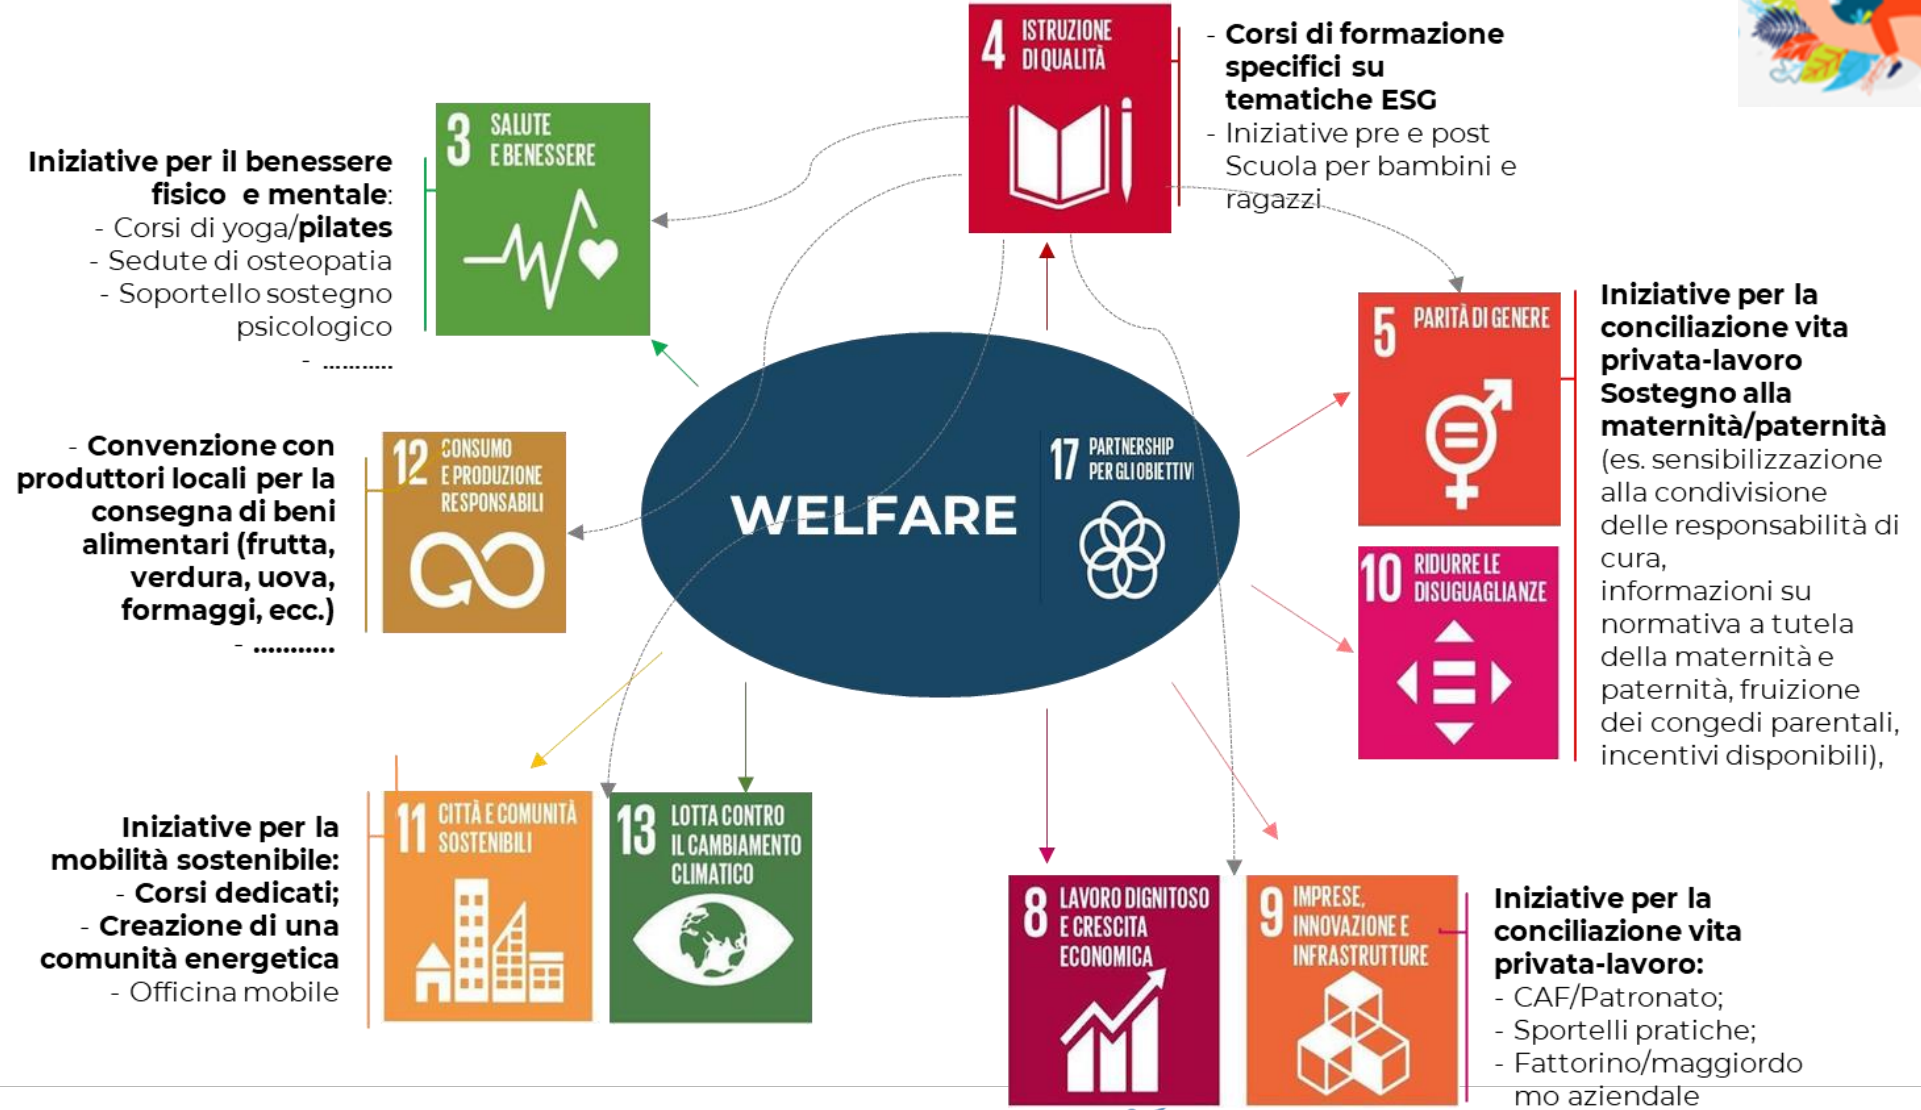 4 ISTRUZIONE
DI QUALITÀ
- Corsi di formazione
specifici su
tematiche ESG
- Iniziative pre e post
Scuola per bambini e
ragazzi
3 SALUTE
E BENESSERE
Iniziative per il benessere
fisico e mentale:
- Corsi di yoga/pilates
- Sedute di osteopatia
- Soportello sostegno
psicologico
- ...........
5 PARITÀ DI GENERE
Iniziative per la
conciliazione vita
privata-lavoro
Sostegno alla
maternità/paternità
(es. sensibilizzazione
alla condivisione
delle responsabilità di
cura,
informazioni su
normativa a tutela
della maternità e
paternità, fruizione
dei congedi parentali,
incentivi disponibili),
10 RIDURRE LE
DISUGUAGLIANZE
- Convenzione con
produttori locali per la
consegna di beni
alimentari (frutta,
verdura, uova,
formaggi, ecc.)
- ...........
12 CONSUMO
E PRODUZIONE
RESPONSABILI
WELFARE
17 PARTNERSHIP
PER GLI OBIETTIVI
Iniziative per la
mobilità sostenibile:
- Corsi dedicati;
- Creazione di una
comunità energetica
- Officina mobile
11 CITTÀ E COMUNITÀ
SOSTENIBILI
13 LOTTA CONTRO
IL CAMBIAMENTO
CLIMATICO
8 LAVORO DIGNITOSO
E CRESCITA
ECONOMICA
9 IMPRESE,
INNOVAZIONE E
INFRASTRUTTURE
Iniziative per la
conciliazione vita
privata-lavoro:
- CAF/Patronato;
- Sportelli pratiche;
- Fattorino/maggiordo
mo aziendale